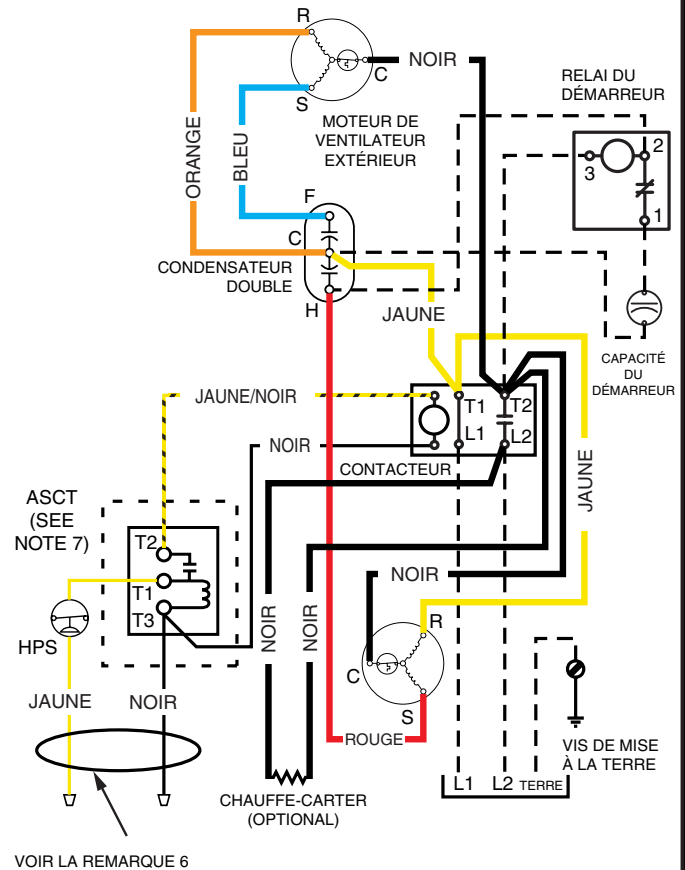 R
NOIR
C
S
MOTEUR DE
VENTILATEUR
EXTÉRIEUR
RELAI DU
DÉMARREUR
2
3
1
ORANGE
BLEU
F
C
CONDENSATEUR
DOUBLE
H
JAUNE
CAPACITÉ
DU
DÉMARREUR
JAUNE/NOIR
T1
T2
NOIR
L1
L2
CONTACTEUR
JAUNE
ASCT
(SEE
NOTE 7)
T2
T1
T3
HPS
NOIR
NOIR
NOIR
R
C
S
JAUNE
NOIR
ROUGE
VIS DE MISE
À LA TERRE
L1
L2
TERRE
CHAUFFE-CARTER
(OPTIONAL)
VOIR LA REMARQUE 6